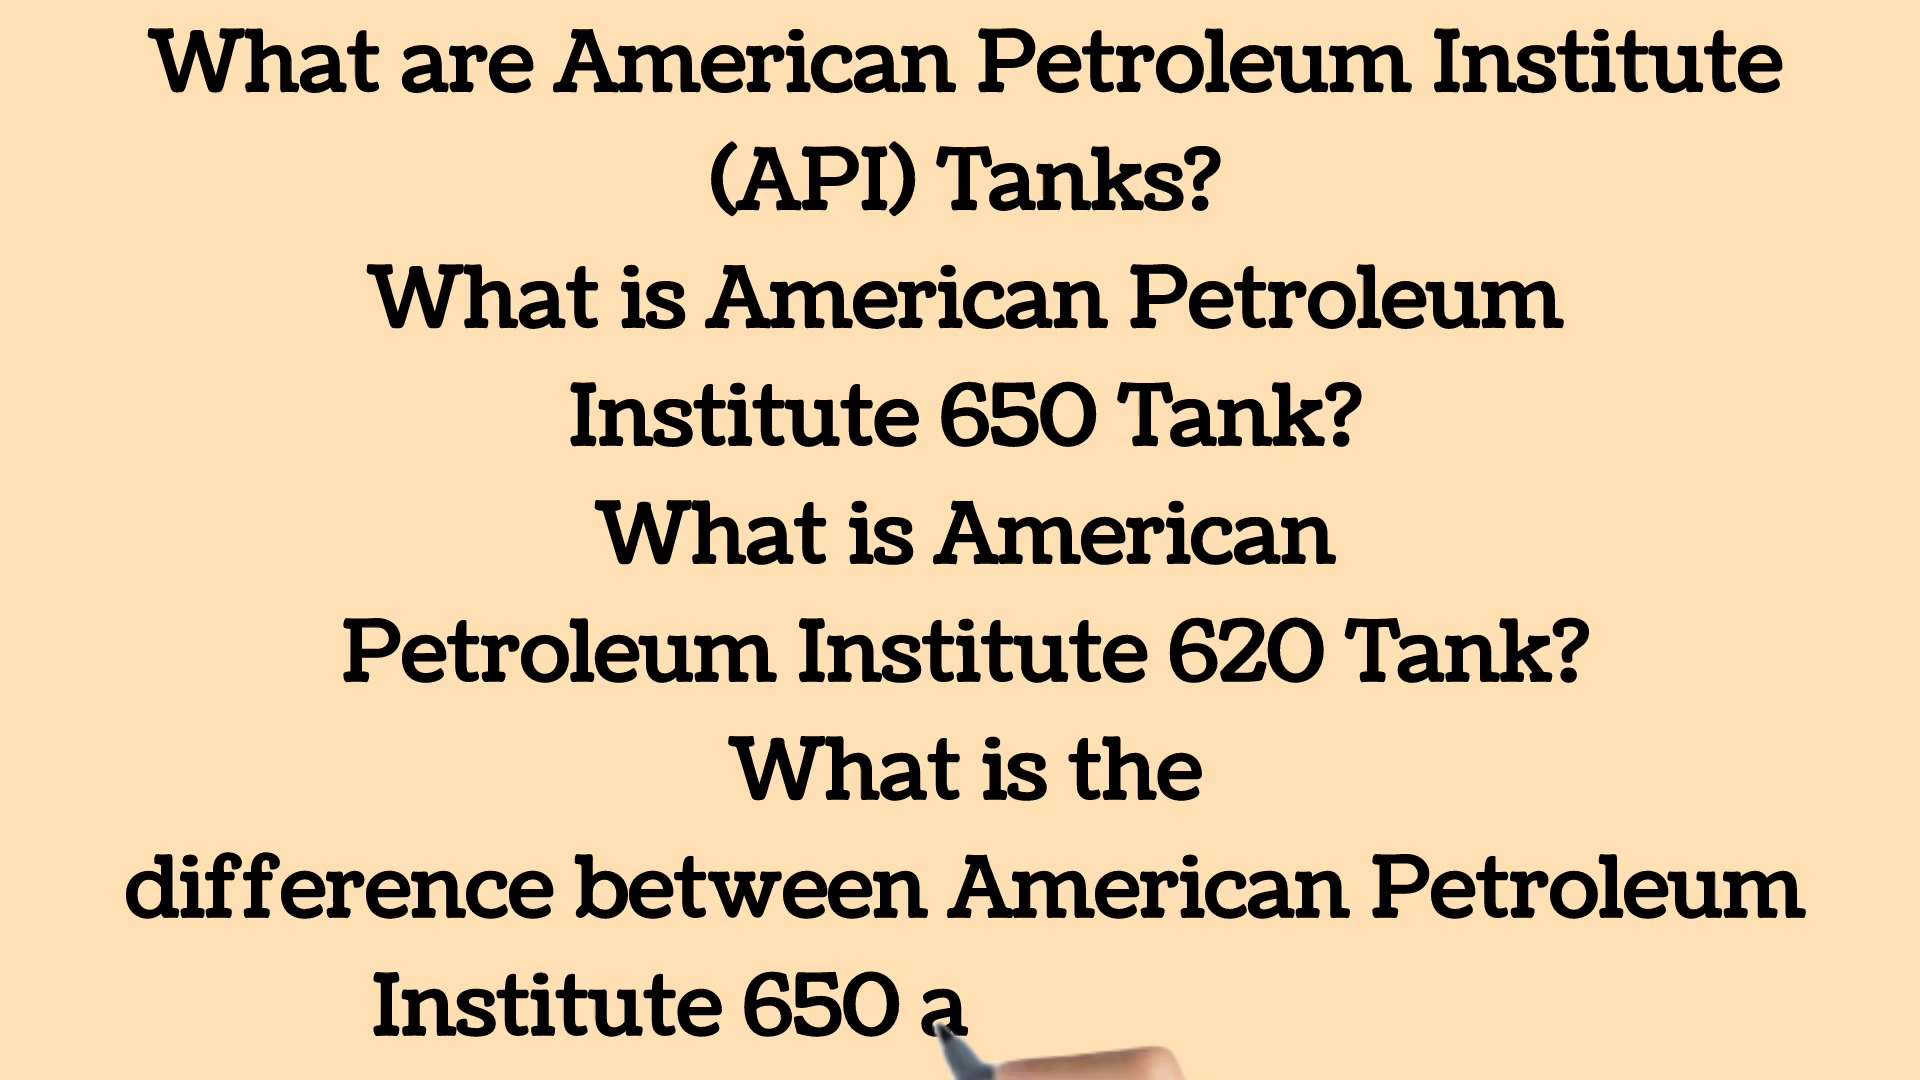 What are American Petroleum Institute
(API) Tanks?
What is American Petroleum
Institute 650 Tank?
What is American
Petroleum Institute 620 Tank?
What is the
difference between American Petroleum
Institute 650 a